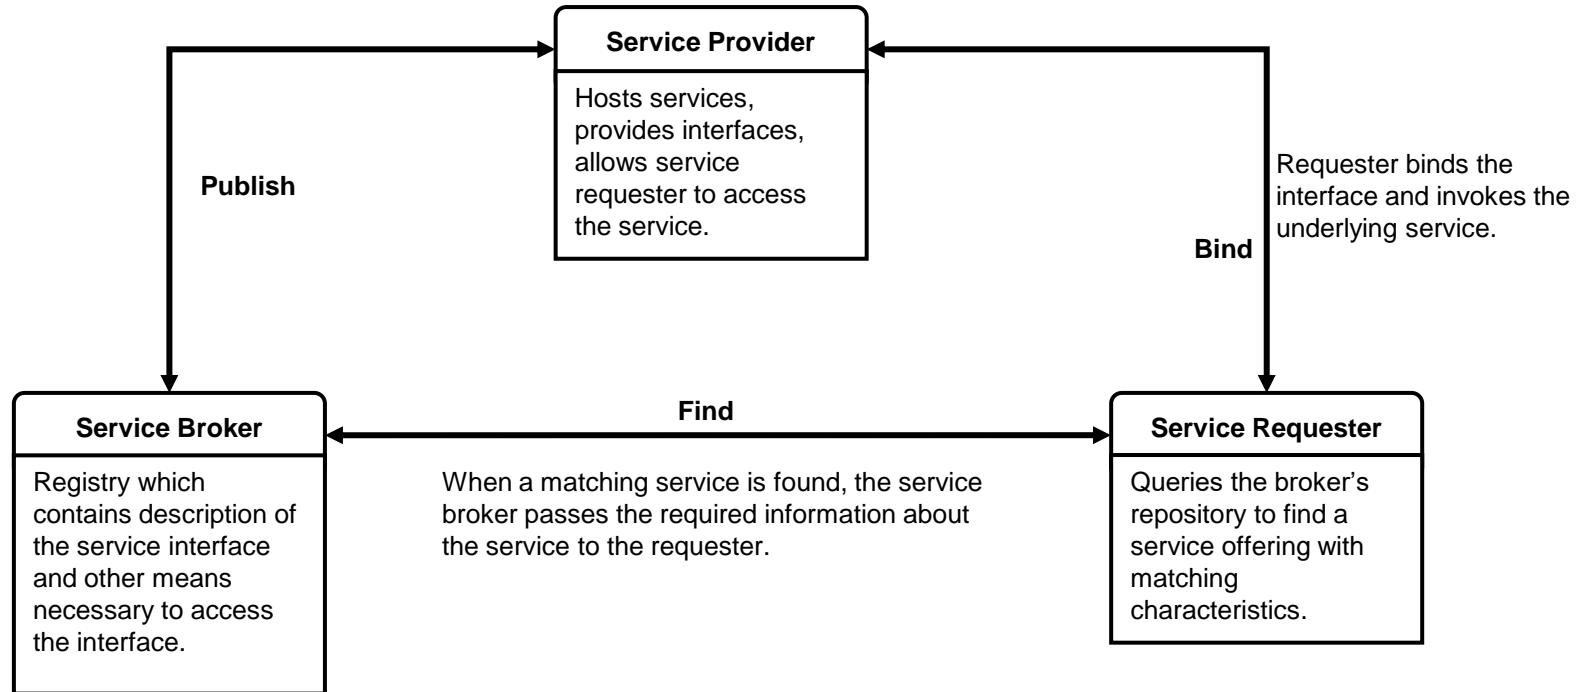 Service Provider
Hosts services,
provides interfaces,
allows service
requester to access
the service.
Publish
Requester binds the
interface and invokes the
underlying service.
Bind
Service Broker
Registry which
contains description of
the service interface
and other means
necessary to access
the interface.
Find
When a matching service is found, the service
broker passes the required information about
the service to the requester.
Service Requester
Queries the broker’s
repository to find a
service offering with
matching
characteristics.